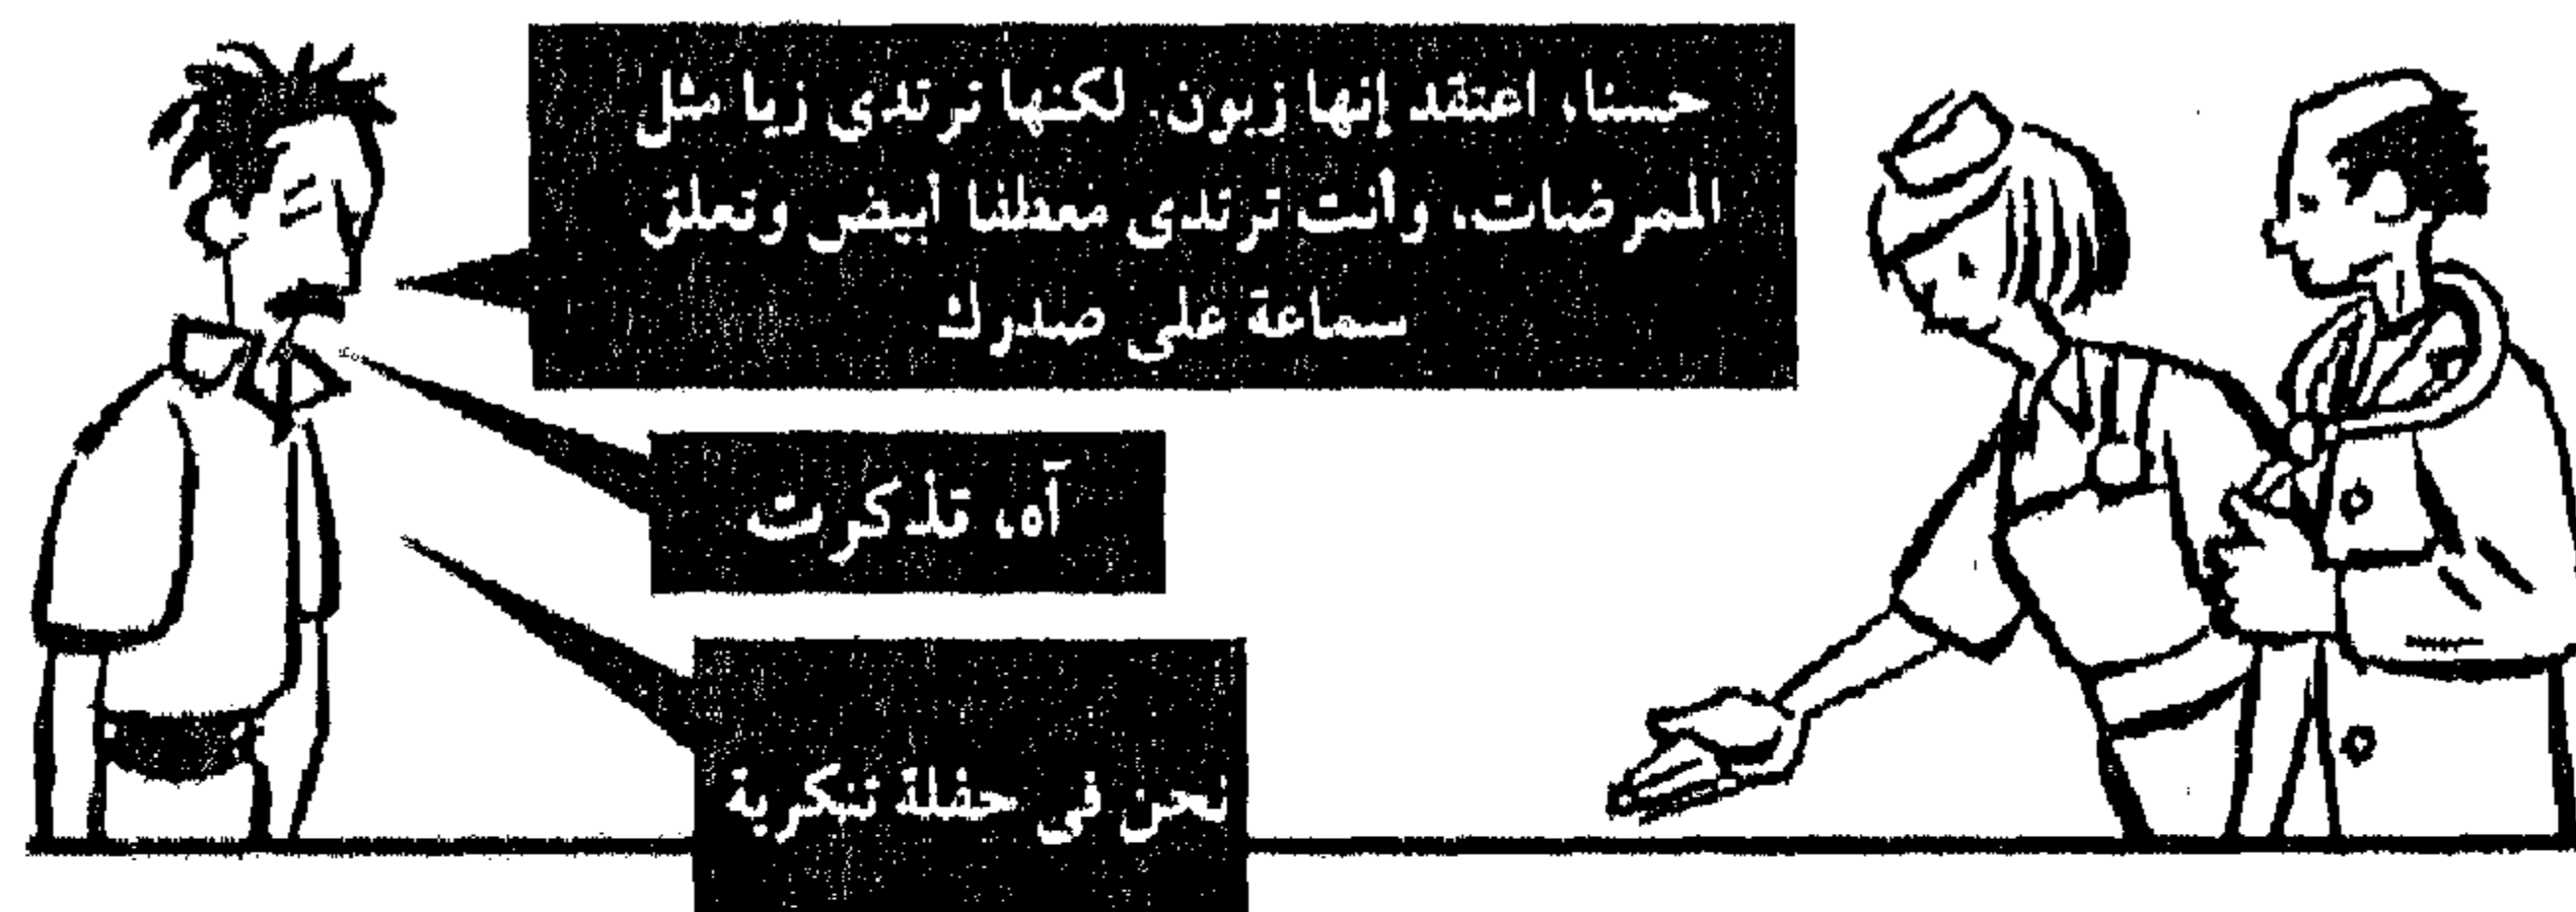 حسنا، اعتقد إنها زبون. لكنها ترتدى زيا مثل
الممرضات، وأنت ترتدى معطفا أبيض وتعلق
سماعة على صدرك
آه، تذكرت
نحن فى حفلة تنكرية